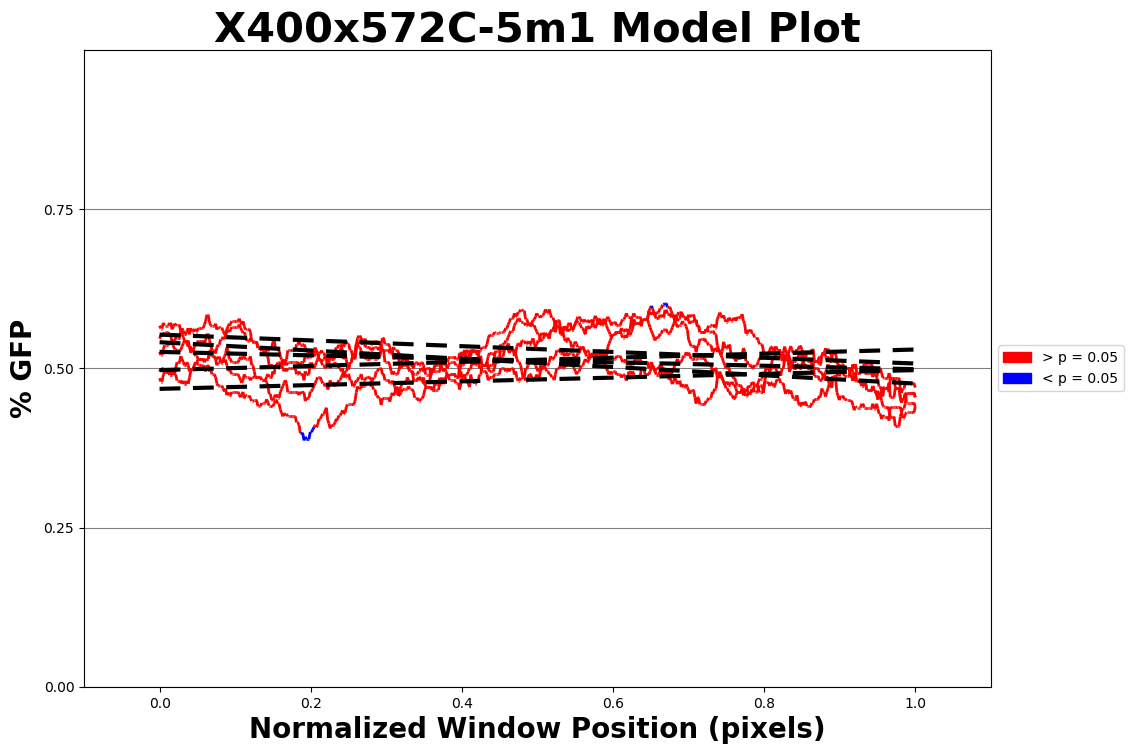 X400x572C-5m1 Model Plot
% GFP
0.75
0.50
0.25
0.00
0.0 0.2 0.4 0.6 0.8 1.0
Normalized Window Position (pixels)
> p = 0.05
< p = 0.05